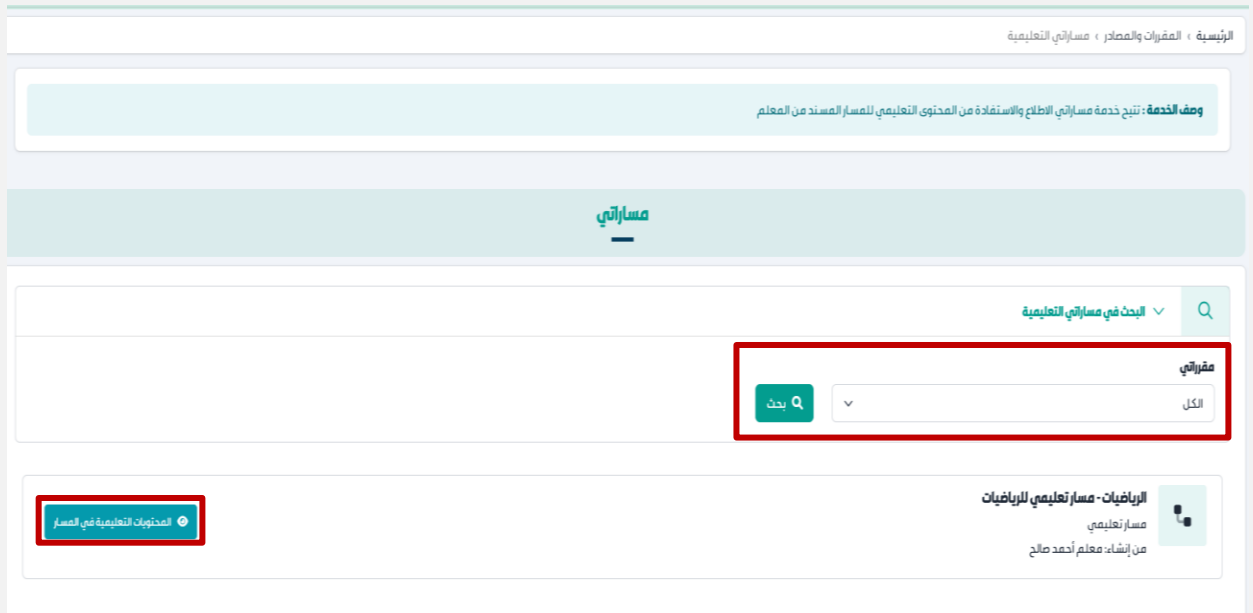 الرئيسية › المقررات والمصادر › مساراتي التعليمية
وصف الخدمة : تتيح خدمة مساراتي الاطلاع والاستفادة من المحتوى التعليمي للمسار المسند من المعلم
مساراتي
البحث في مساراتي التعليمية
مقرراتي
الكل
بحث
الرياضيات - مسار تعليمي للرياضيات
مسار تعليمي
من إنشاء: معلم أحمد صالح
المحتويات التعليمية في المسار